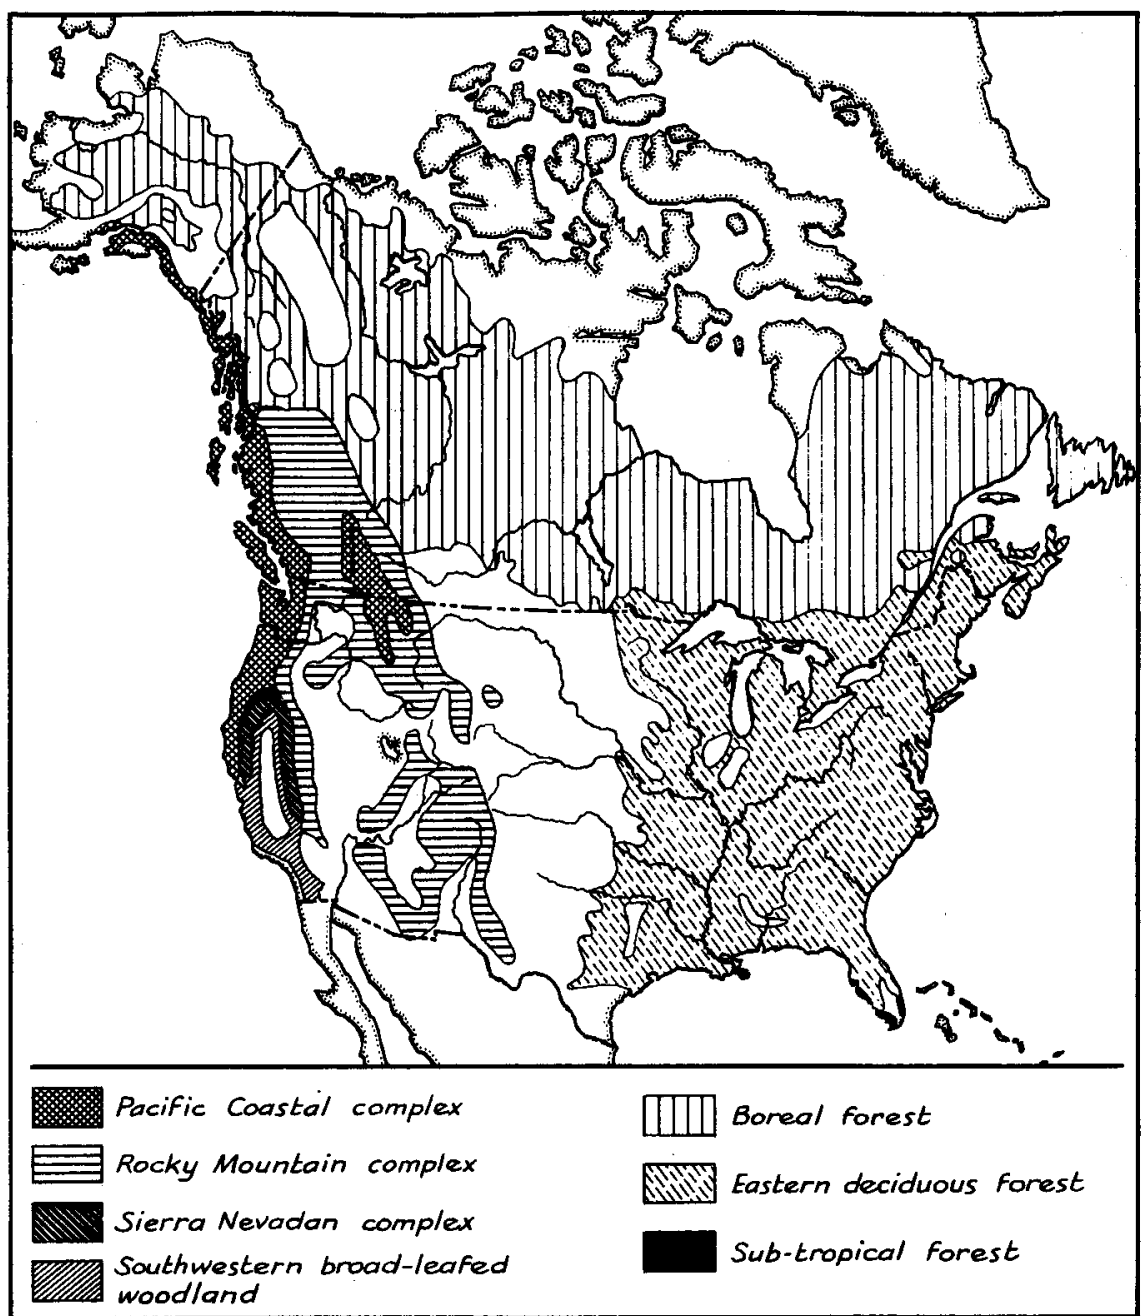 Pacific Coastal complex
Rocky Mountain complex
Sierra Nevadan complex
Southwestern broad-leafed
woodland
Boreal forest
Eastern deciduous forest
Sub-tropical forest